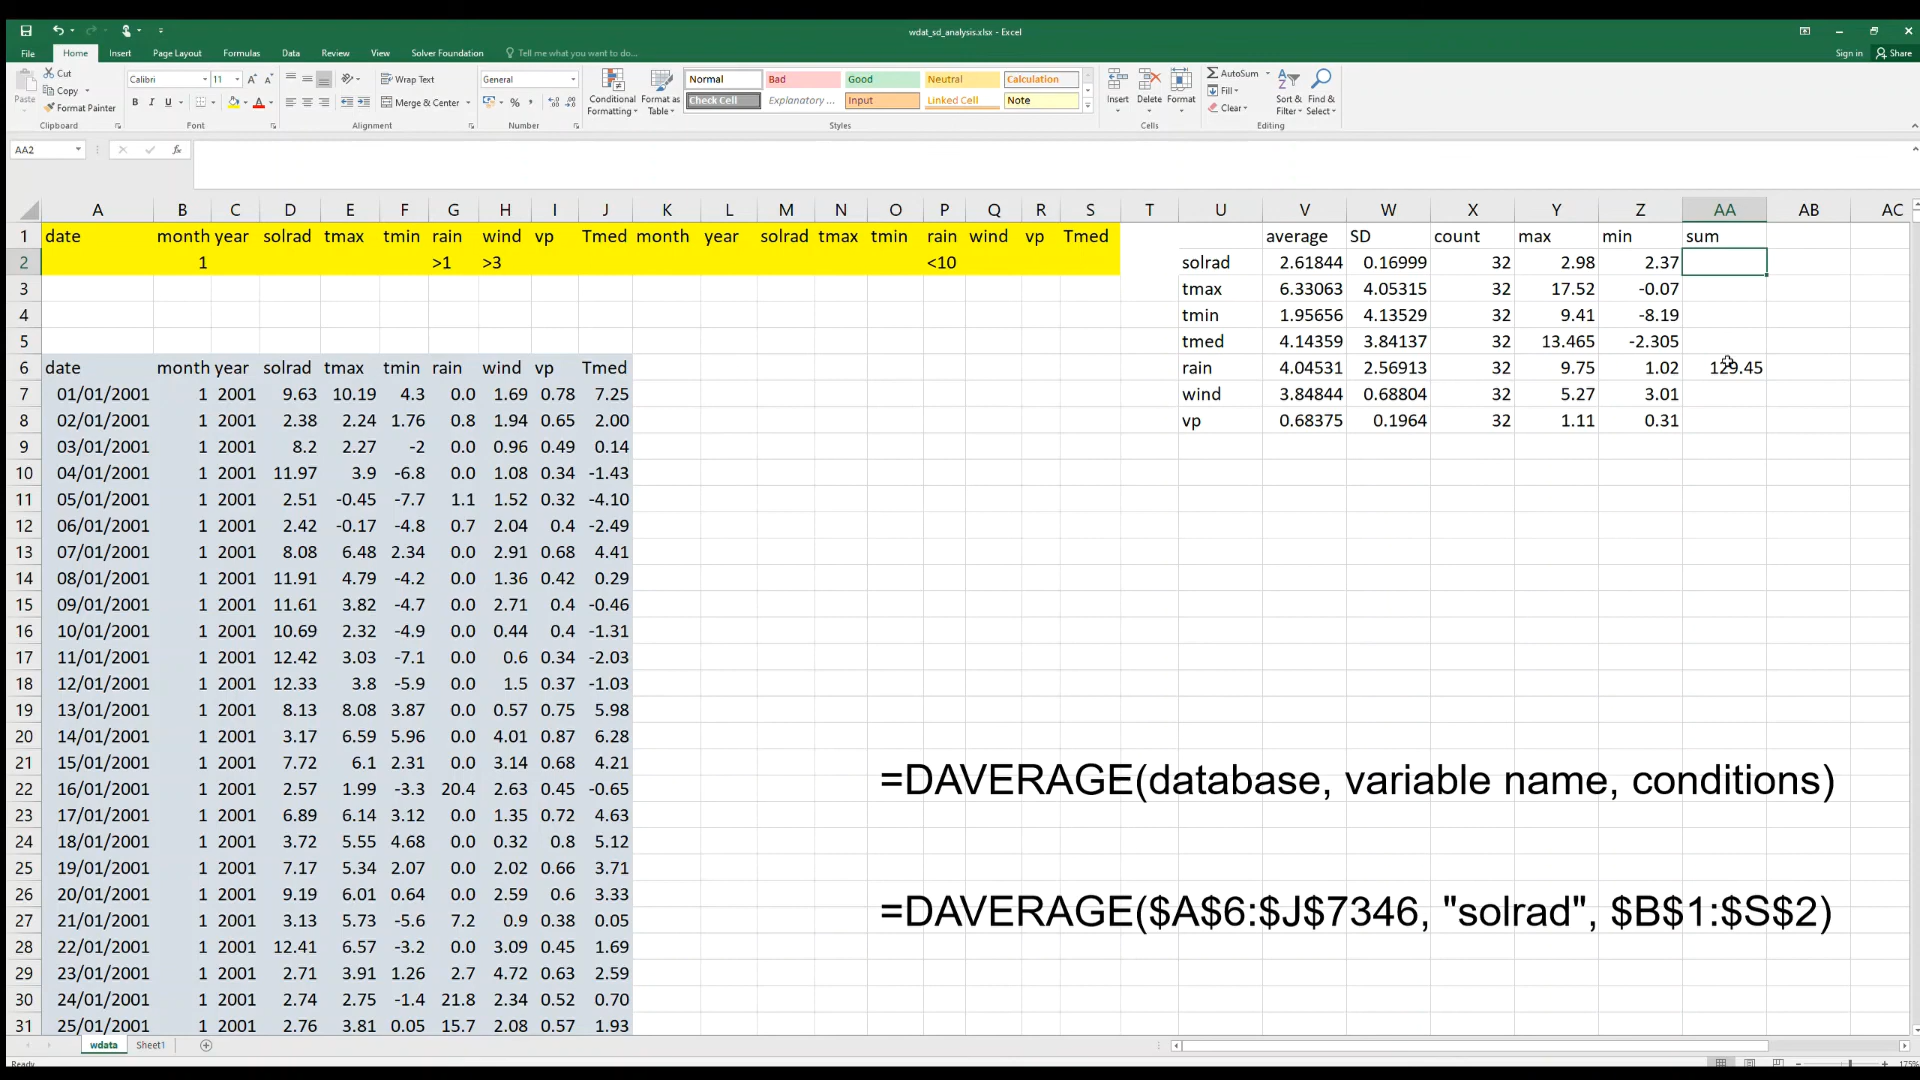 wdat_sd_analysis.xlsx - Excel
File Home Insert Page Layout Formulas Data Review View Solver Foundation Tell me what you want to do... Sign in Share
Cut Calibri 11 Wrap Text General Normal Bad Good Neutral Calculation AutoSum
Paste Copy Conditional Formatting Format as Table Check Cell Explanatory ... Input Linked Cell Note Insert Delete Format Fill Sort & Filter Find & Select
Format Painter B I U Merge & Center Clear
Clipboard Font Alignment Number Styles Cells Editing
AA2 fx
A B C D E F G H I J K L M N O P Q R S T U V W X Y Z AA AB AC
1 date month year solrad tmax tmin rain wind vp Tmed month year solrad tmax tmin rain wind vp Tmed average SD count max min sum
2 1 >1 >3 <10 solrad 2.61844 0.16999 32 2.98 2.37
3 tmax 6.33063 4.05315 32 17.52 -0.07
4 tmin 1.95656 4.13529 32 9.41 -8.19
5 tmed 4.14359 3.84137 32 13.465 -2.305
6 date month year solrad tmax tmin rain wind vp Tmed rain 4.04531 2.56913 32 9.75 1.02 129.45
7 01/01/2001 1 2001 9.63 10.19 4.3 0.0 1.69 0.78 7.25 wind 3.84844 0.68804 32 5.27 3.01
8 02/01/2001 1 2001 2.38 2.24 1.76 0.8 1.94 0.65 2.00 vp 0.68375 0.1964 32 1.11 0.31
9 03/01/2001 1 2001 8.2 2.27 -2 0.0 0.96 0.49 0.14
10 04/01/2001 1 2001 11.97 3.9 -6.8 0.0 1.08 0.34 -1.43
11 05/01/2001 1 2001 2.51 -0.45 -7.7 1.1 1.52 0.32 -4.10
12 06/01/2001 1 2001 2.42 -0.17 -4.8 0.7 2.04 0.4 -2.49
13 07/01/2001 1 2001 8.08 6.48 2.34 0.0 2.91 0.68 4.41
14 08/01/2001 1 2001 11.91 4.79 -4.2 0.0 1.36 0.42 0.29
15 09/01/2001 1 2001 11.61 3.82 -4.7 0.0 2.71 0.4 -0.46
16 10/01/2001 1 2001 10.69 2.32 -4.9 0.0 0.44 0.4 -1.31
17 11/01/2001 1 2001 12.42 3.03 -7.1 0.0 0.6 0.34 -2.03
18 12/01/2001 1 2001 12.33 3.8 -5.9 0.0 1.5 0.37 -1.03
19 13/01/2001 1 2001 8.13 8.08 3.87 0.0 0.57 0.75 5.98
20 14/01/2001 1 2001 3.17 6.59 5.96 0.0 4.01 0.87 6.28
21 15/01/2001 1 2001 7.72 6.1 2.31 0.0 3.14 0.68 4.21
22 16/01/2001 1 2001 2.57 1.99 -3.3 20.4 2.63 0.45 -0.65
=DAVERAGE(database, variable name, conditions)
23 17/01/2001 1 2001 6.89 6.14 3.12 0.0 1.35 0.72 4.63
24 18/01/2001 1 2001 3.72 5.55 4.68 0.0 0.32 0.8 5.12
25 19/01/2001 1 2001 7.17 5.34 2.07 0.0 2.02 0.66 3.71
26 20/01/2001 1 2001 9.19 6.01 0.64 0.0 2.59 0.6 3.33
27 21/01/2001 1 2001 3.13 5.73 -5.6 7.2 0.9 0.38 0.05
=DAVERAGE($A$6:$J$7346, "solrad", $B$1:$S$2)
28 22/01/2001 1 2001 12.41 6.57 -3.2 0.0 3.09 0.45 1.69
29 23/01/2001 1 2001 2.71 3.91 1.26 2.7 4.72 0.63 2.59
30 24/01/2001 1 2001 2.74 2.75 -1.4 21.8 2.34 0.52 0.70
31 25/01/2001 1 2001 2.76 3.81 0.05 15.7 2.08 0.57 1.93
wdata Sheet1
Ready 175%